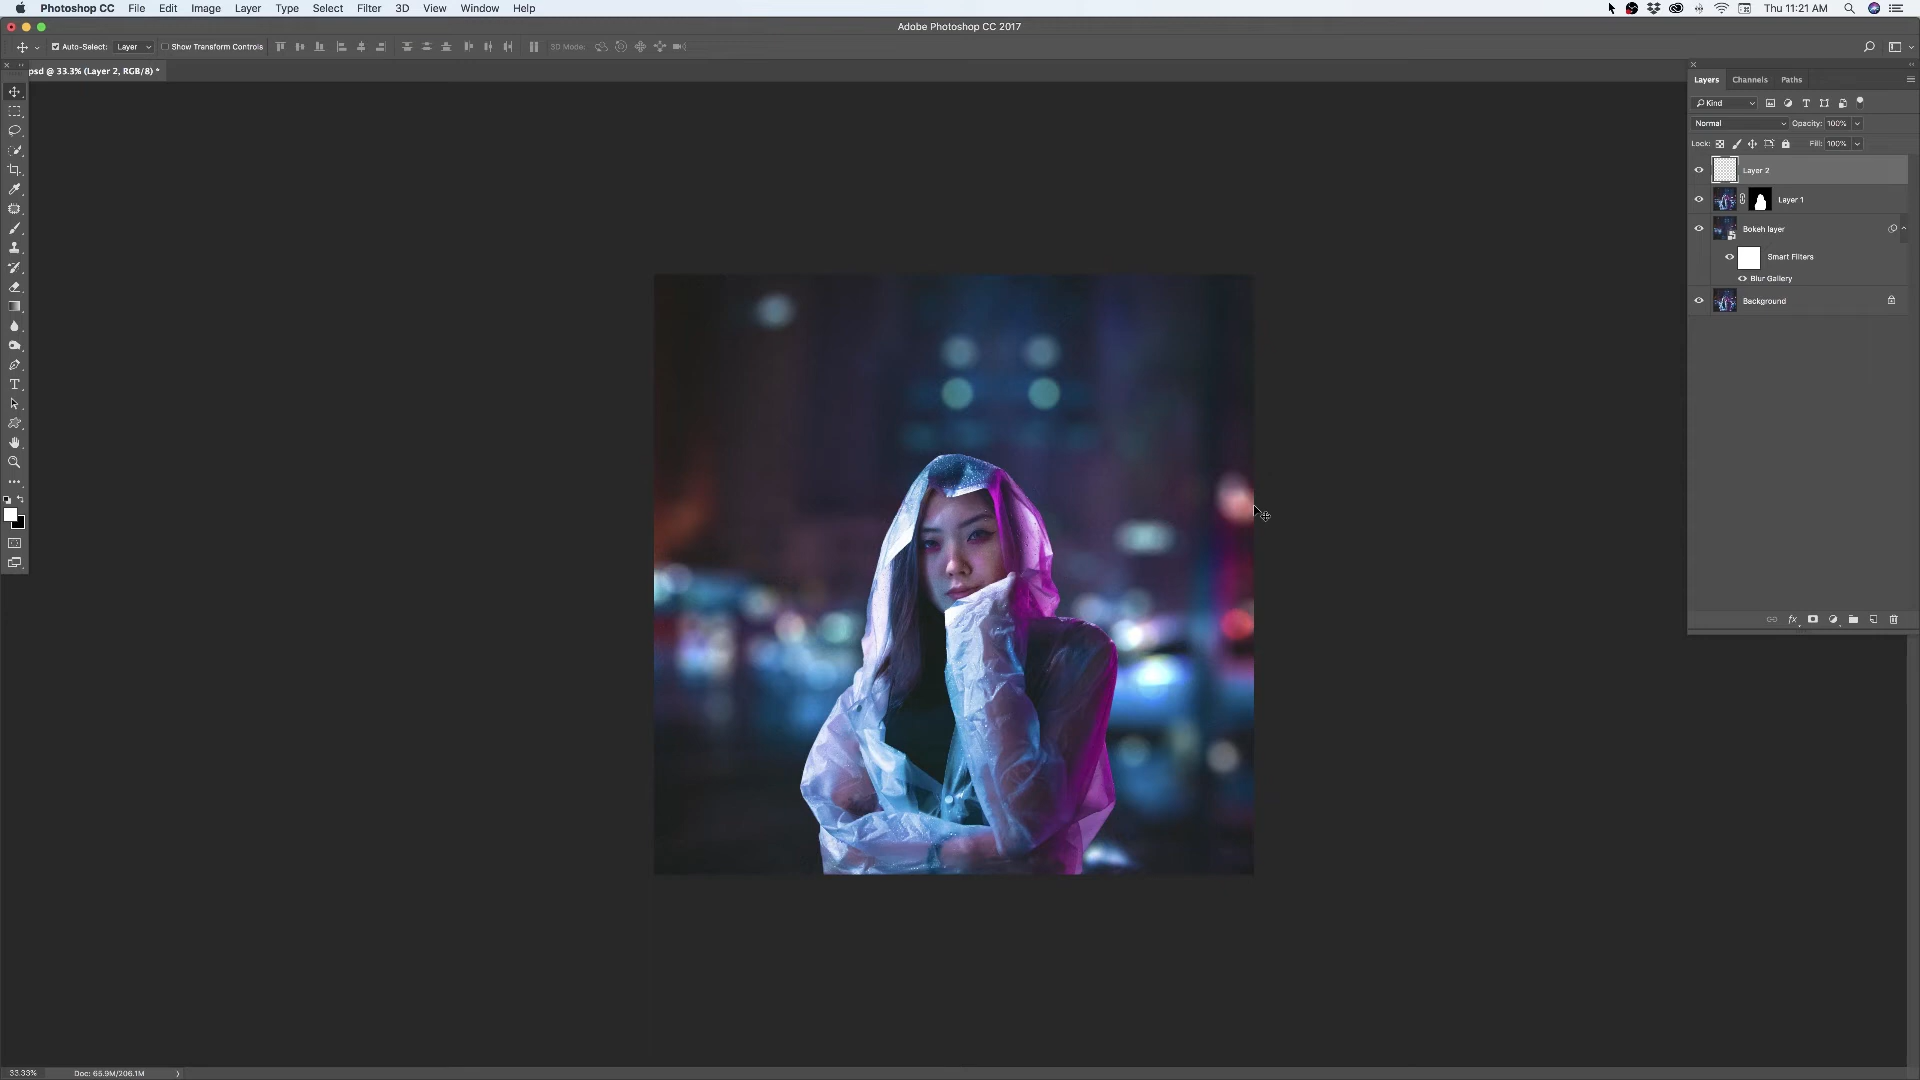 Photoshop CC File Edit Image Layer Type Select Filter 3D View Window Help Thu 11:21 AM
Adobe Photoshop CC 2017
Auto-Select: Layer Show Transform Controls 3D Mode:
psd @ 33.3% (Layer 2, RGB/8) *
Layers Channels Paths
Kind
Normal Opacity: 100%
Lock: Fill: 100%
Layer 2
Layer 1
Bokeh layer
Smart Filters
Blur Gallery
Background
fx
33.33% Doc: 65.9M/206.1M